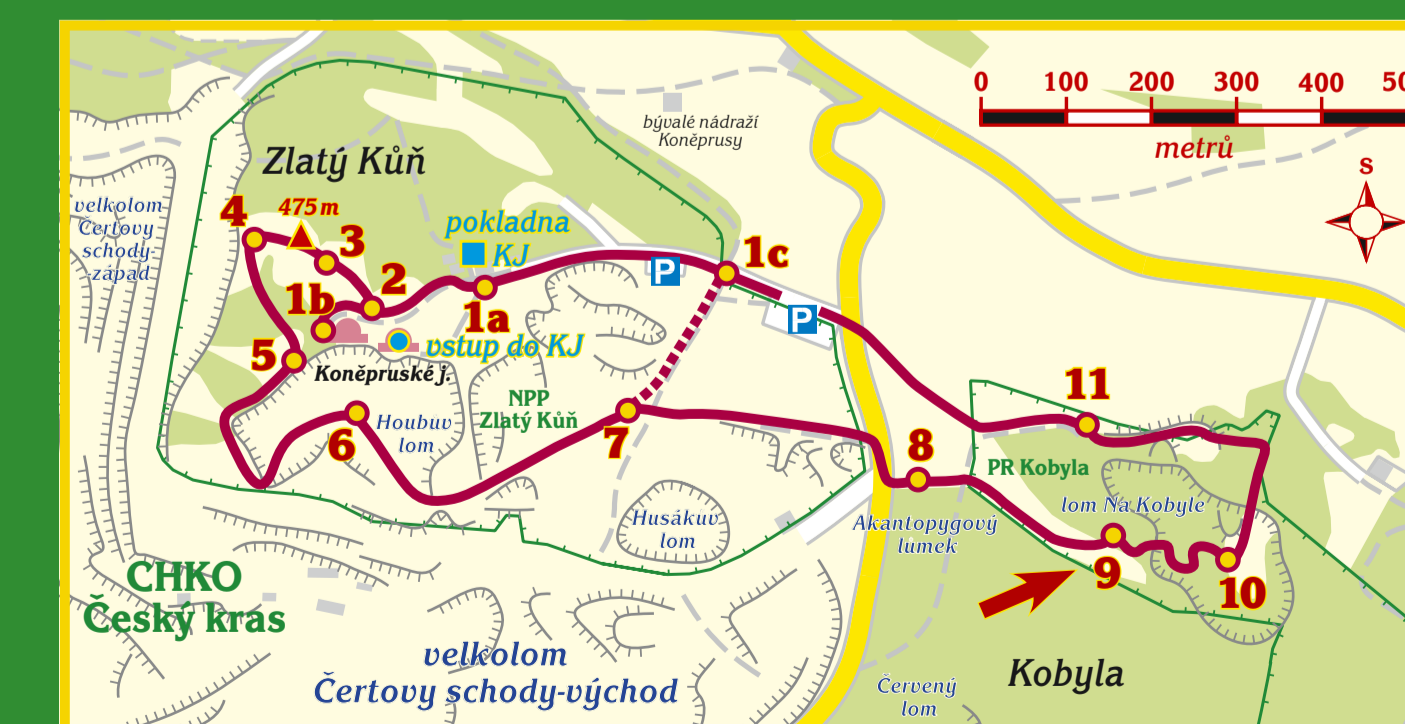 0 100 200 300 400
metrů
S
bývalé nádraží
Koněprusy
Zlatý Kůň
velkolom
Čertovy
schody-
-západ
4
475 m
3
pokladna
KJ
1c
P
2
1b
1a
P
vstup do KJ
5
Koněpruské j.
11
NPP
Zlatý Kůň
6
Houbův
lom
7
8
PR Kobyla
lom Na Kobyle
Husákův
lom
Akantopygový
lůmek
9
10
CHKO
Český kras
velkolom
Čertovy schody-východ
Kobyla
Červený
lom